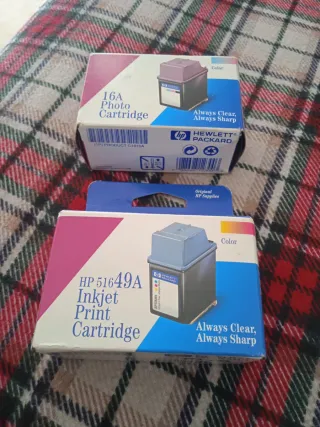 16A
Photo
Cartridge
Color
Always Clear,
Always Sharp
hp HEWLETT
PACKARD
Original
HP Supplies
HP 51649A
Inkjet
Print
Cartridge
Color
Always Clear,
Always Sharp